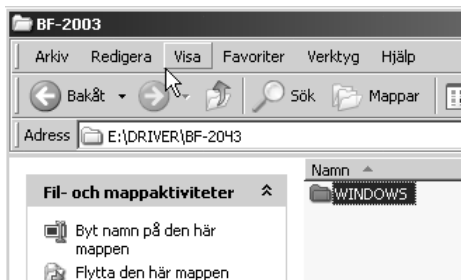 BF-2003
Arkiv Redigera Visa Favoriter Verktyg Hjälp
Bakåt Sök Mappar
Adress E:\DRIVER\BF-2043
Fil- och mappaktiviteter
Byt namn på den här
mappen
Flytta den här mappen
Namn
WINDOWS